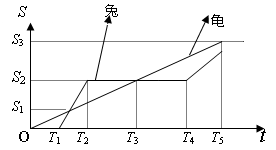 S
兔
龟
S₃
S₂
S₁
O T₁ T₂ T₃ T₄ T₅ t